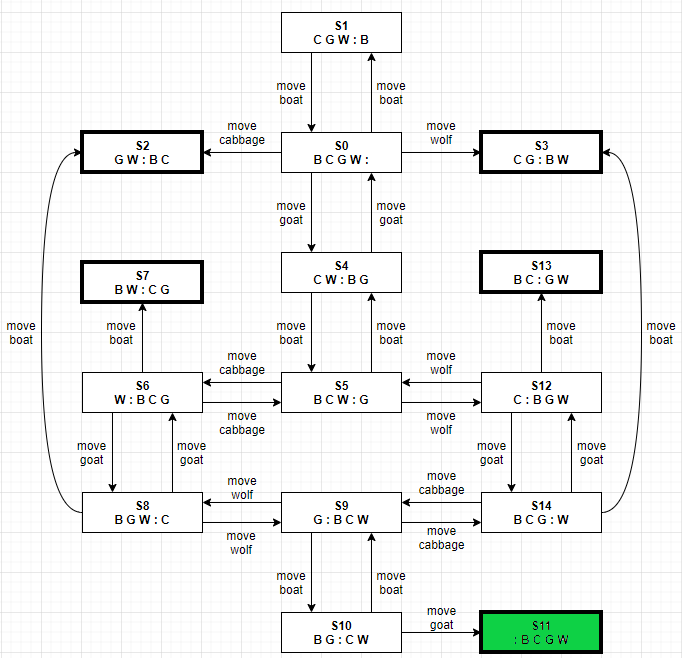 S1
C G W : B
move
boat
move
boat
S2
G W : B C
move
cabbage
S0
B C G W :
move
wolf
S3
C G : B W
move
goat
move
goat
S7
B W : C G
S4
C W : B G
S13
B C : G W
move
boat
move
boat
move
boat
move
boat
move
boat
move
boat
move
cabbage
move
wolf
S6
W : B C G
S5
B C W : G
S12
C : B G W
move
cabbage
move
wolf
move
goat
move
goat
move
goat
move
goat
move
wolf
move
cabbage
S8
B G W : C
S9
G : B C W
S14
B C G : W
move
wolf
move
cabbage
move
boat
move
boat
S10
B G : C W
move
goat
S11
: B C G W